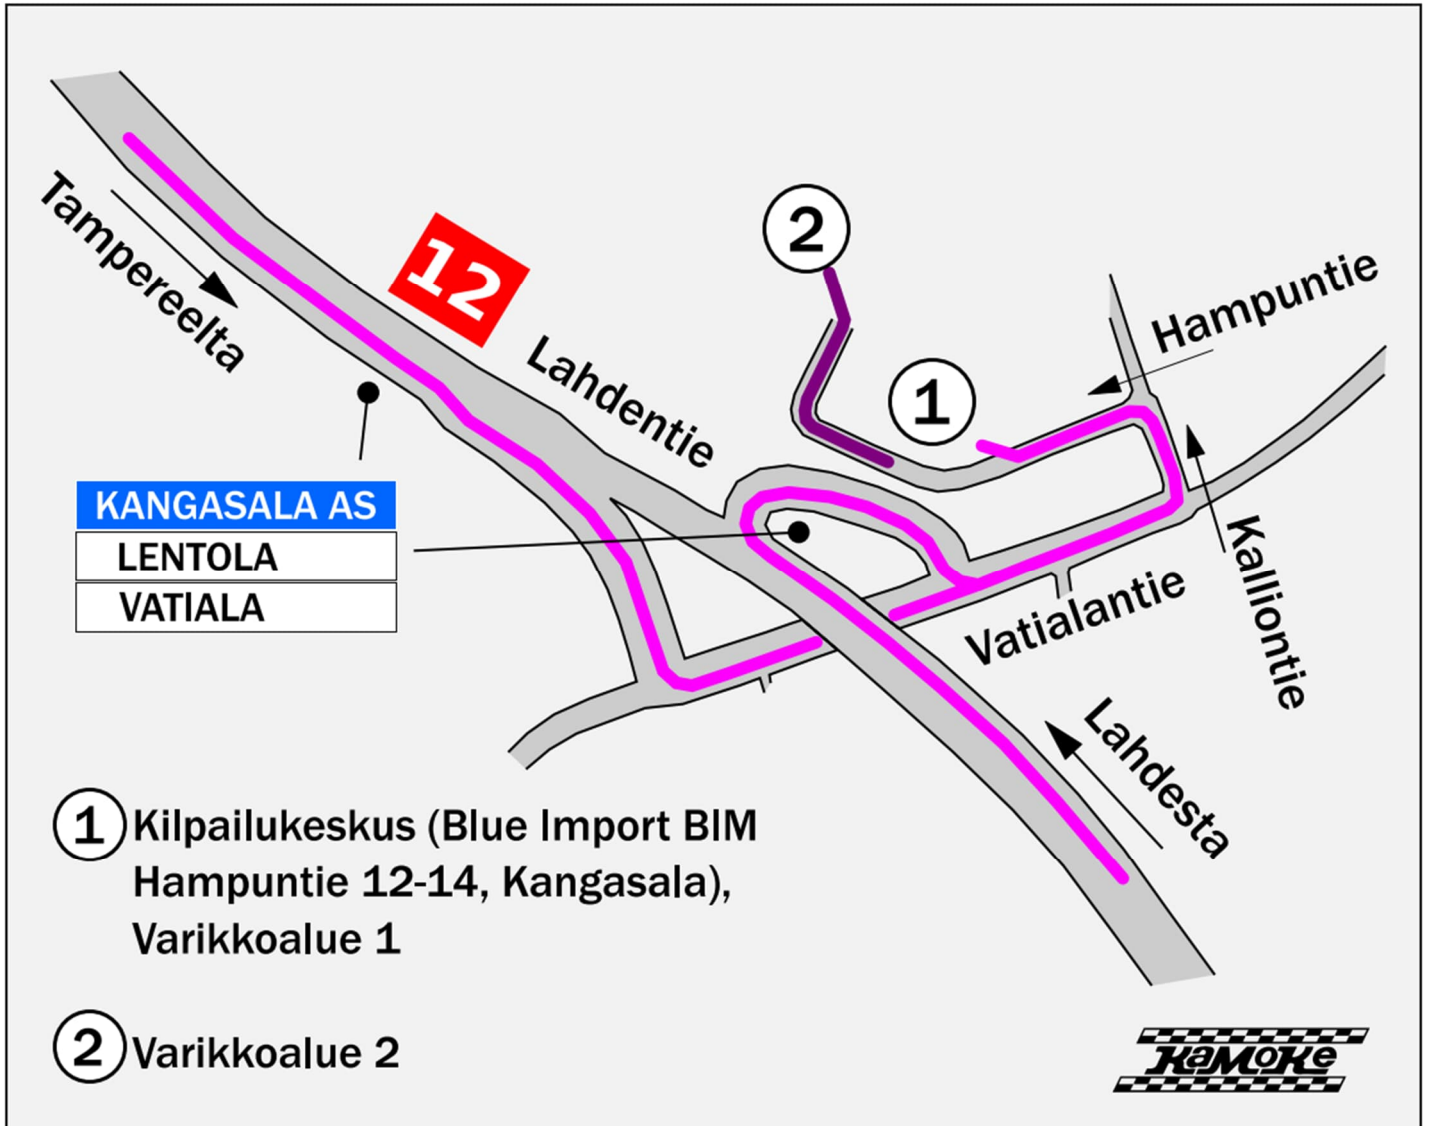 Tampereelta
12
Lahdentie
2
1
Hampuntie
KANGASALA AS
LENTOLA
VATIALA
Vatialantie
Kalliontie
Lahdesta
1 Kilpailukeskus (Blue Import BIM
Hampuntie 12-14, Kangasala),
Varikkoalue 1
2 Varikkoalue 2
KaMoKe